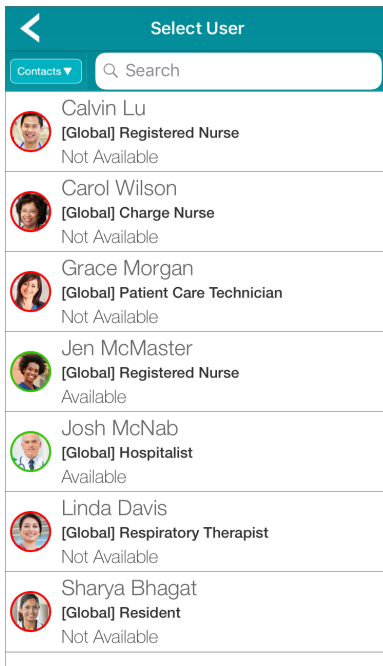 Select User
Contacts▼
Search
Calvin Lu
[Global] Registered Nurse
Not Available
Carol Wilson
[Global] Charge Nurse
Not Available
Grace Morgan
[Global] Patient Care Technician
Not Available
Jen McMaster
[Global] Registered Nurse
Available
Josh McNab
[Global] Hospitalist
Available
Linda Davis
[Global] Respiratory Therapist
Not Available
Sharya Bhagat
[Global] Resident
Not Available